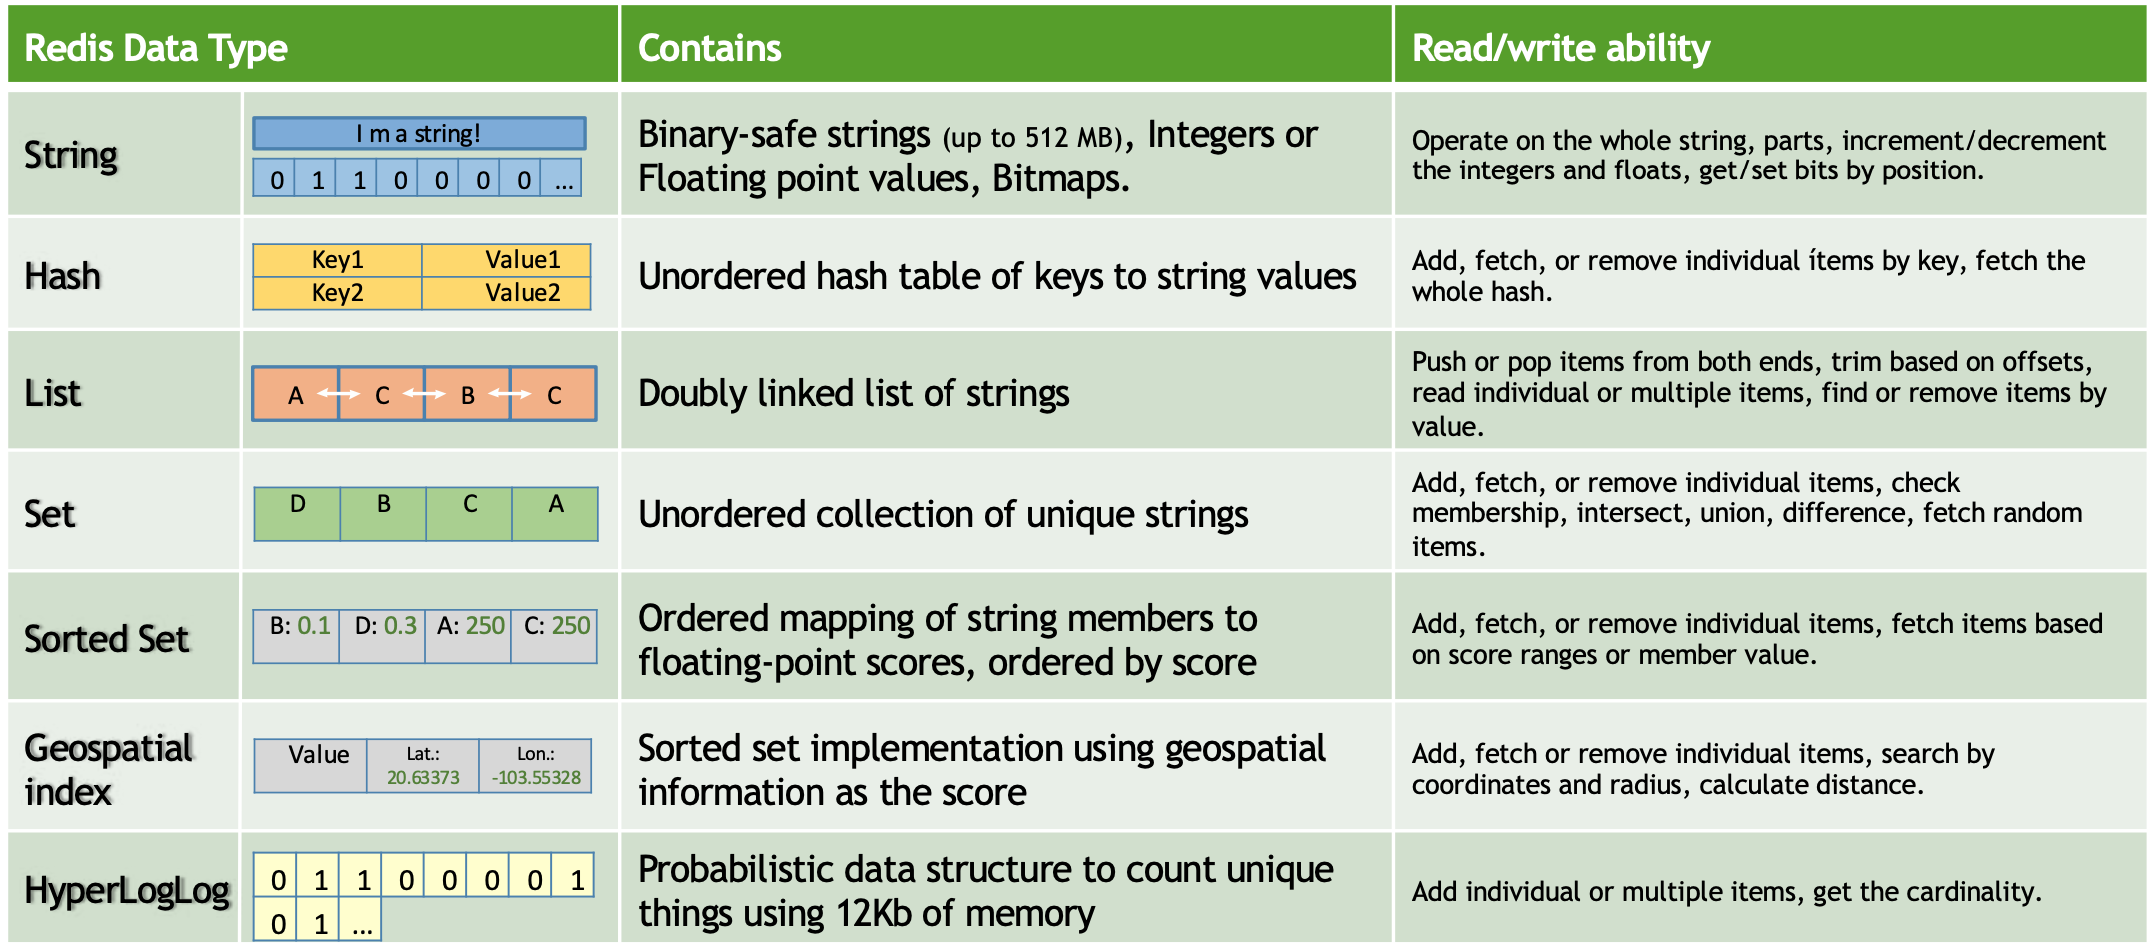 Redis Data Type
Contains
Read/write ability
String
I m a string!
0 1 1 0 0 0 0 ...
Binary-safe strings (up to 512 MB), Integers or
Floating point values, Bitmaps.
Operate on the whole string, parts, increment/decrement
the integers and floats, get/set bits by position.
Hash
Key1 Value1
Key2 Value2
Unordered hash table of keys to string values
Add, fetch, or remove individual ítems by key, fetch the
whole hash.
List
A C B C
Doubly linked list of strings
Push or pop items from both ends, trim based on offsets,
read individual or multiple items, find or remove items by
value.
Set
D B C A
Unordered collection of unique strings
Add, fetch, or remove individual items, check
membership, intersect, union, difference, fetch random
items.
Sorted Set
B: 0.1 D: 0.3 A: 250 C: 250
Ordered mapping of string members to
floating-point scores, ordered by score
Add, fetch, or remove individual items, fetch items based
on score ranges or member value.
Geospatial
index
Value
Lat.:
20.63373
Lon.:
-103.55328
Sorted set implementation using geospatial
information as the score
Add, fetch or remove individual items, search by
coordinates and radius, calculate distance.
HyperLogLog
0 1 1 0 0 0 0 1
0 1 ...
Probabilistic data structure to count unique
things using 12Kb of memory
Add individual or multiple items, get the cardinality.